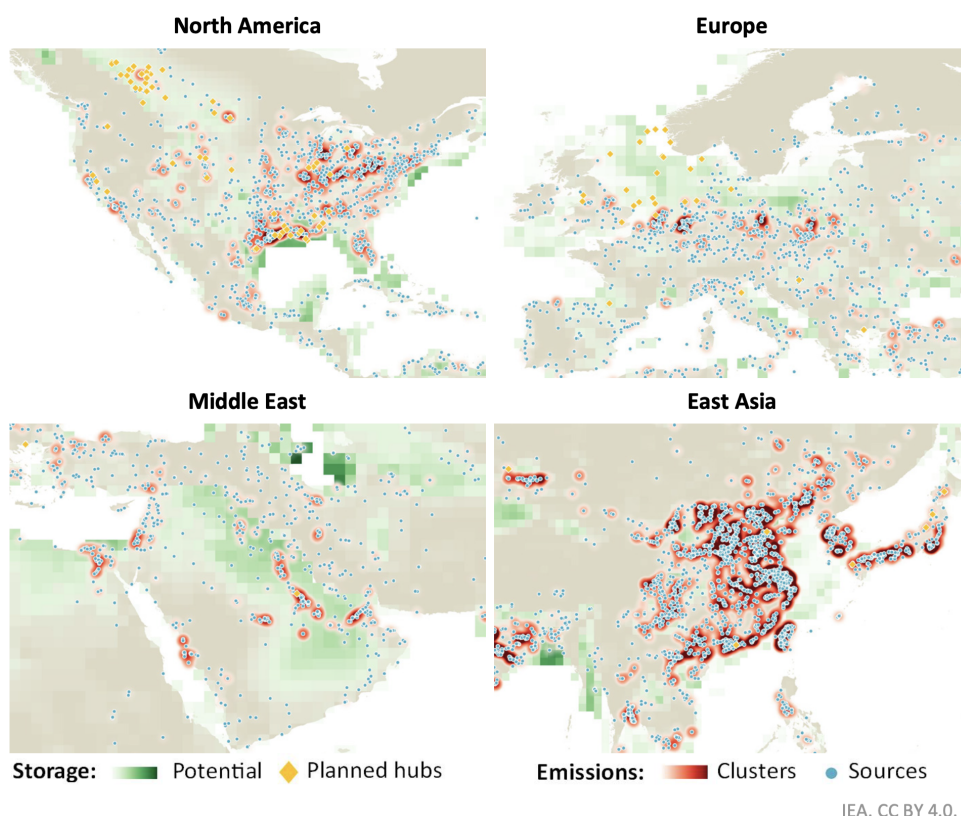 North America
Europe
Middle East
East Asia
Storage: Potential Planned hubs
Emissions: Clusters Sources
IEA. CC BY 4.0.